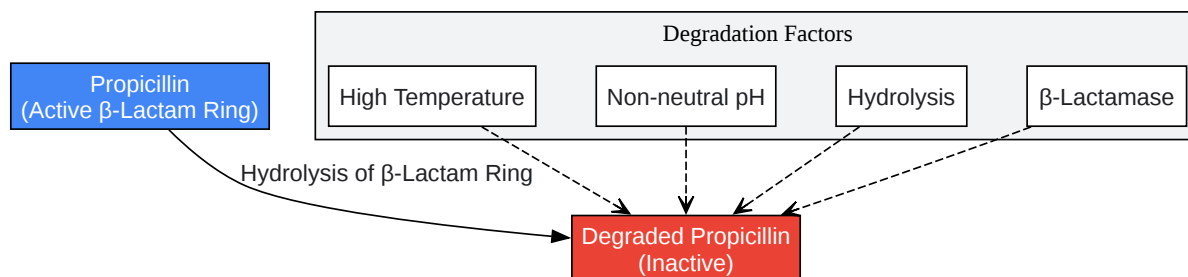 Degradation Factors
Propicillin
(Active β-Lactam Ring)
High Temperature
Non-neutral pH
Hydrolysis
β-Lactamase
Hydrolysis of β-Lactam Ring
Degraded Propicillin
(Inactive)